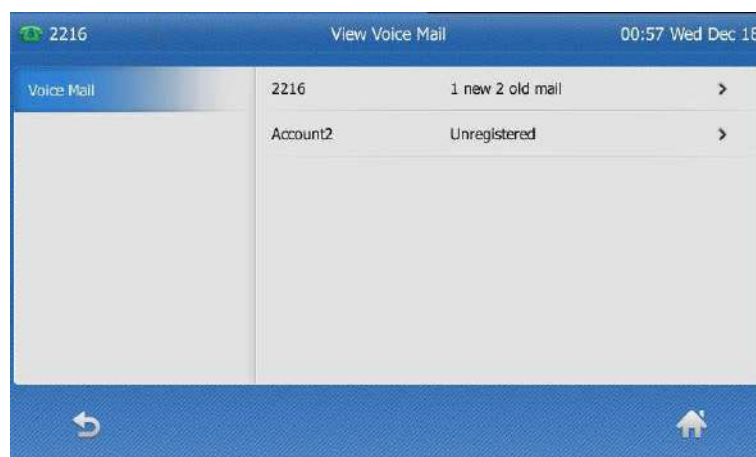 2216 View Voice Mail 00:57 Wed Dec 18
Voice Mail
2216 1 new 2 old mail
Account2 Unregistered